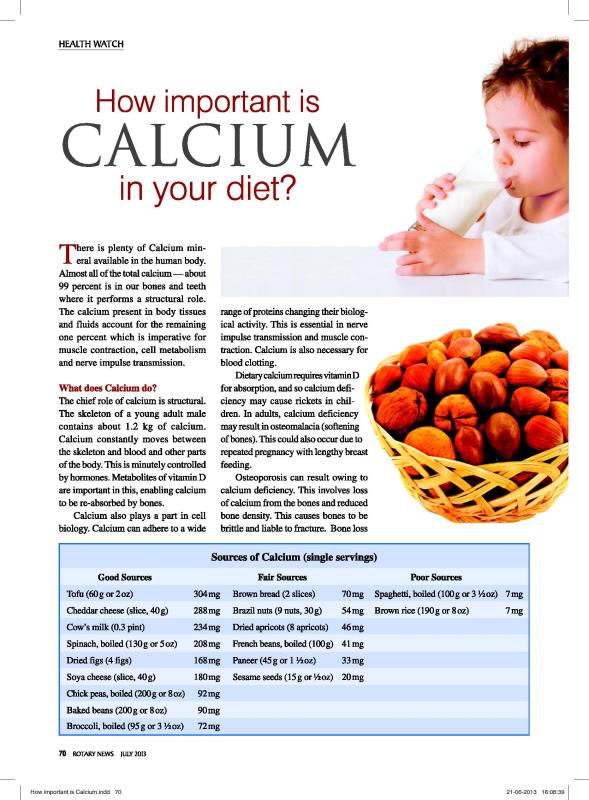 HEALTH WATCH
How important is
CALCIUM
in your diet?
There is plenty of Calcium min-
eral available in the human body.
Almost all of the total calcium — about
99 percent is in our bones and teeth
where it performs a structural role.
The calcium present in body tissues
and fluids account for the remaining
one percent which is imperative for
muscle contraction, cell metabolism
and nerve impulse transmission.
What does Calcium do?
The chief role of calcium is structural.
The skeleton of a young adult male
contains about 1.2 kg of calcium.
Calcium constantly moves between
the skeleton and blood and other parts
of the body. This is minutely controlled
by hormones. Metabolites of vitamin D
are important in this, enabling calcium
to be re-absorbed by bones.
Calcium also plays a part in cell
biology. Calcium can adhere to a wide
range of proteins changing their biolog-
ical activity. This is essential in nerve
impulse transmission and muscle con-
traction. Calcium is also necessary for
blood clotting.
Dietary calcium requires vitamin D
for absorption, and so calcium defi-
ciency may cause rickets in chil-
dren. In adults, calcium deficiency
may result in osteomalacia (softening
of bones). This could also occur due to
repeated pregnancy with lengthy breast
feeding.
Osteoporosis can result owing to
calcium deficiency. This involves loss
of calcium from the bones and reduced
bone density. This causes bones to be
brittle and liable to fracture. Bone loss
Sources of Calcium (single servings)
Good Sources Fair Sources Poor Sources
Tofu (60 g or 2 oz) 304 mg Brown bread (2 slices) 70 mg Spaghetti, boiled (100 g or 3 ½ oz) 7 mg
Cheddar cheese (slice, 40 g) 288 mg Brazil nuts (9 nuts, 30 g) 54 mg Brown rice (190 g or 8 oz) 7 mg
Cow's milk (0.3 pint) 234 mg Dried apricots (8 apricots) 46 mg
Spinach, boiled (130 g or 5 oz) 208 mg French beans, boiled (100 g) 41 mg
Dried figs (4 figs) 168 mg Paneer (45 g or 1 ½ oz) 33 mg
Soya cheese (slice, 40 g) 180 mg Sesame seeds (15 g or ½ oz) 20 mg
Chick peas, boiled (200 g or 8 oz) 92 mg
Baked beans (200 g or 8 oz) 90 mg
Broccoli, boiled (95 g or 3 ½ oz) 72 mg
70 ROTARY NEWS JULY 2013
How important is Calcium.indd 70 21-06-2013 16:08:39